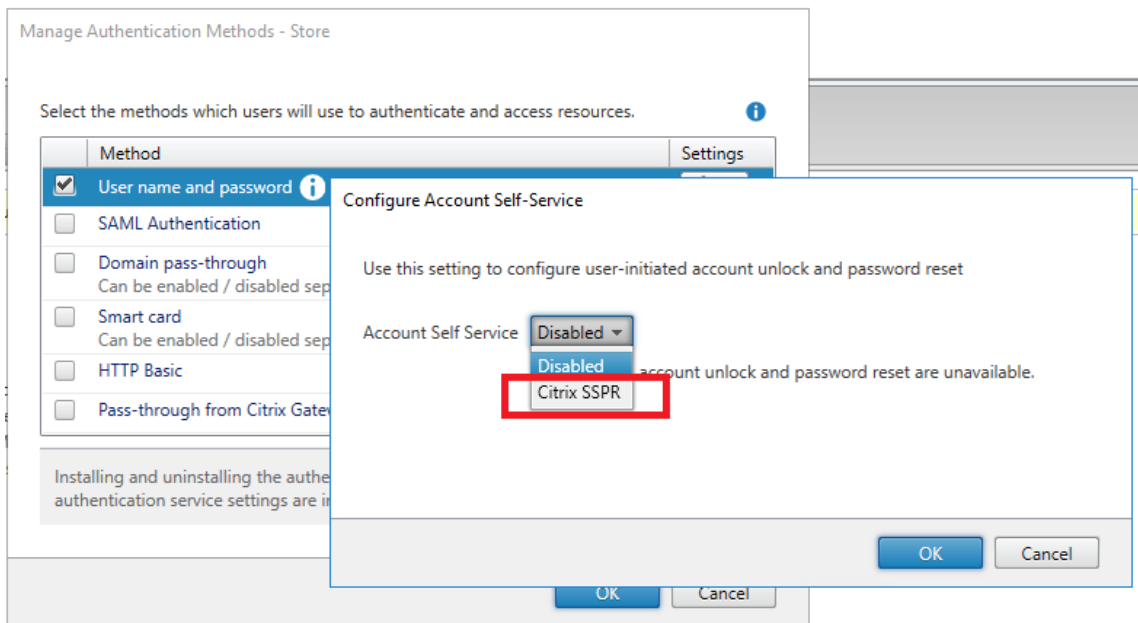 Manage Authentication Methods - Store
Select the methods which users will use to authenticate and access resources.
Method
Settings
User name and password
SAML Authentication
Domain pass-through
Can be enabled / disabled
Smart card
Can be enabled / disabled
HTTP Basic
Pass-through from Citrix
Installing and uninstalling the
authentication service settings are
OK
Cancel
Configure Account Self-Service
Use this setting to configure user-initiated account unlock and password reset
Account Self Service
Disabled
Disabled
account unlock and password reset are unavailable.
Citrix SSPR
OK
Cancel